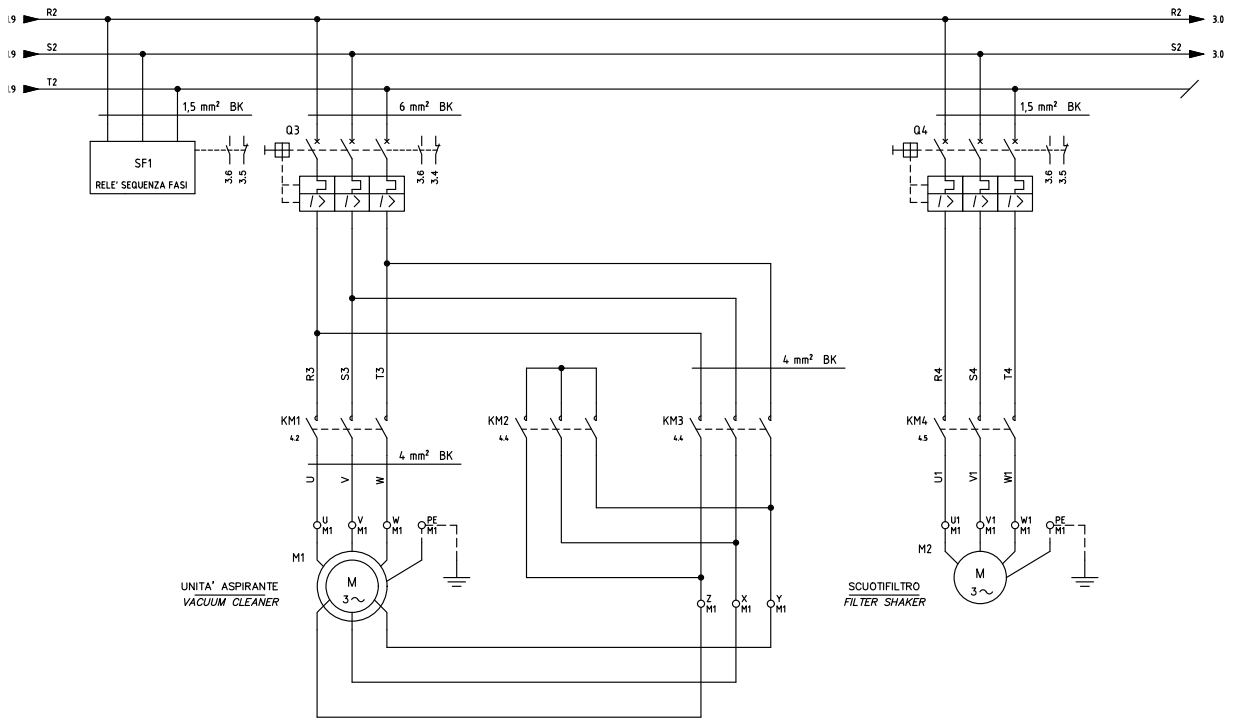 R2
R2
3.0
S2
S2
3.0
T2
1,5 mm² BK
6 mm² BK
1,5 mm² BK
Q3
Q4
SF1
RELE' SEQUENZA FASI
3.6
3.5
3.6
3.4
3.6
3.5
4 mm² BK
R3
S3
T3
R4
S4
T4
KM1
4.2
KM2
4.4
KM3
4.4
KM4
4.5
4 mm² BK
U
V
W
U1
V1
W1
U
M1
V
M1
W
M1
PE
M1
U1
M1
V1
M1
W1
M1
PE
M1
M1
M
3~
M2
M
3~
UNITA' ASPIRANTE
VACUUM CLEANER
SCUOTIFILTRO
FILTER SHAKER
Z
M1
X
M1
Y
M1